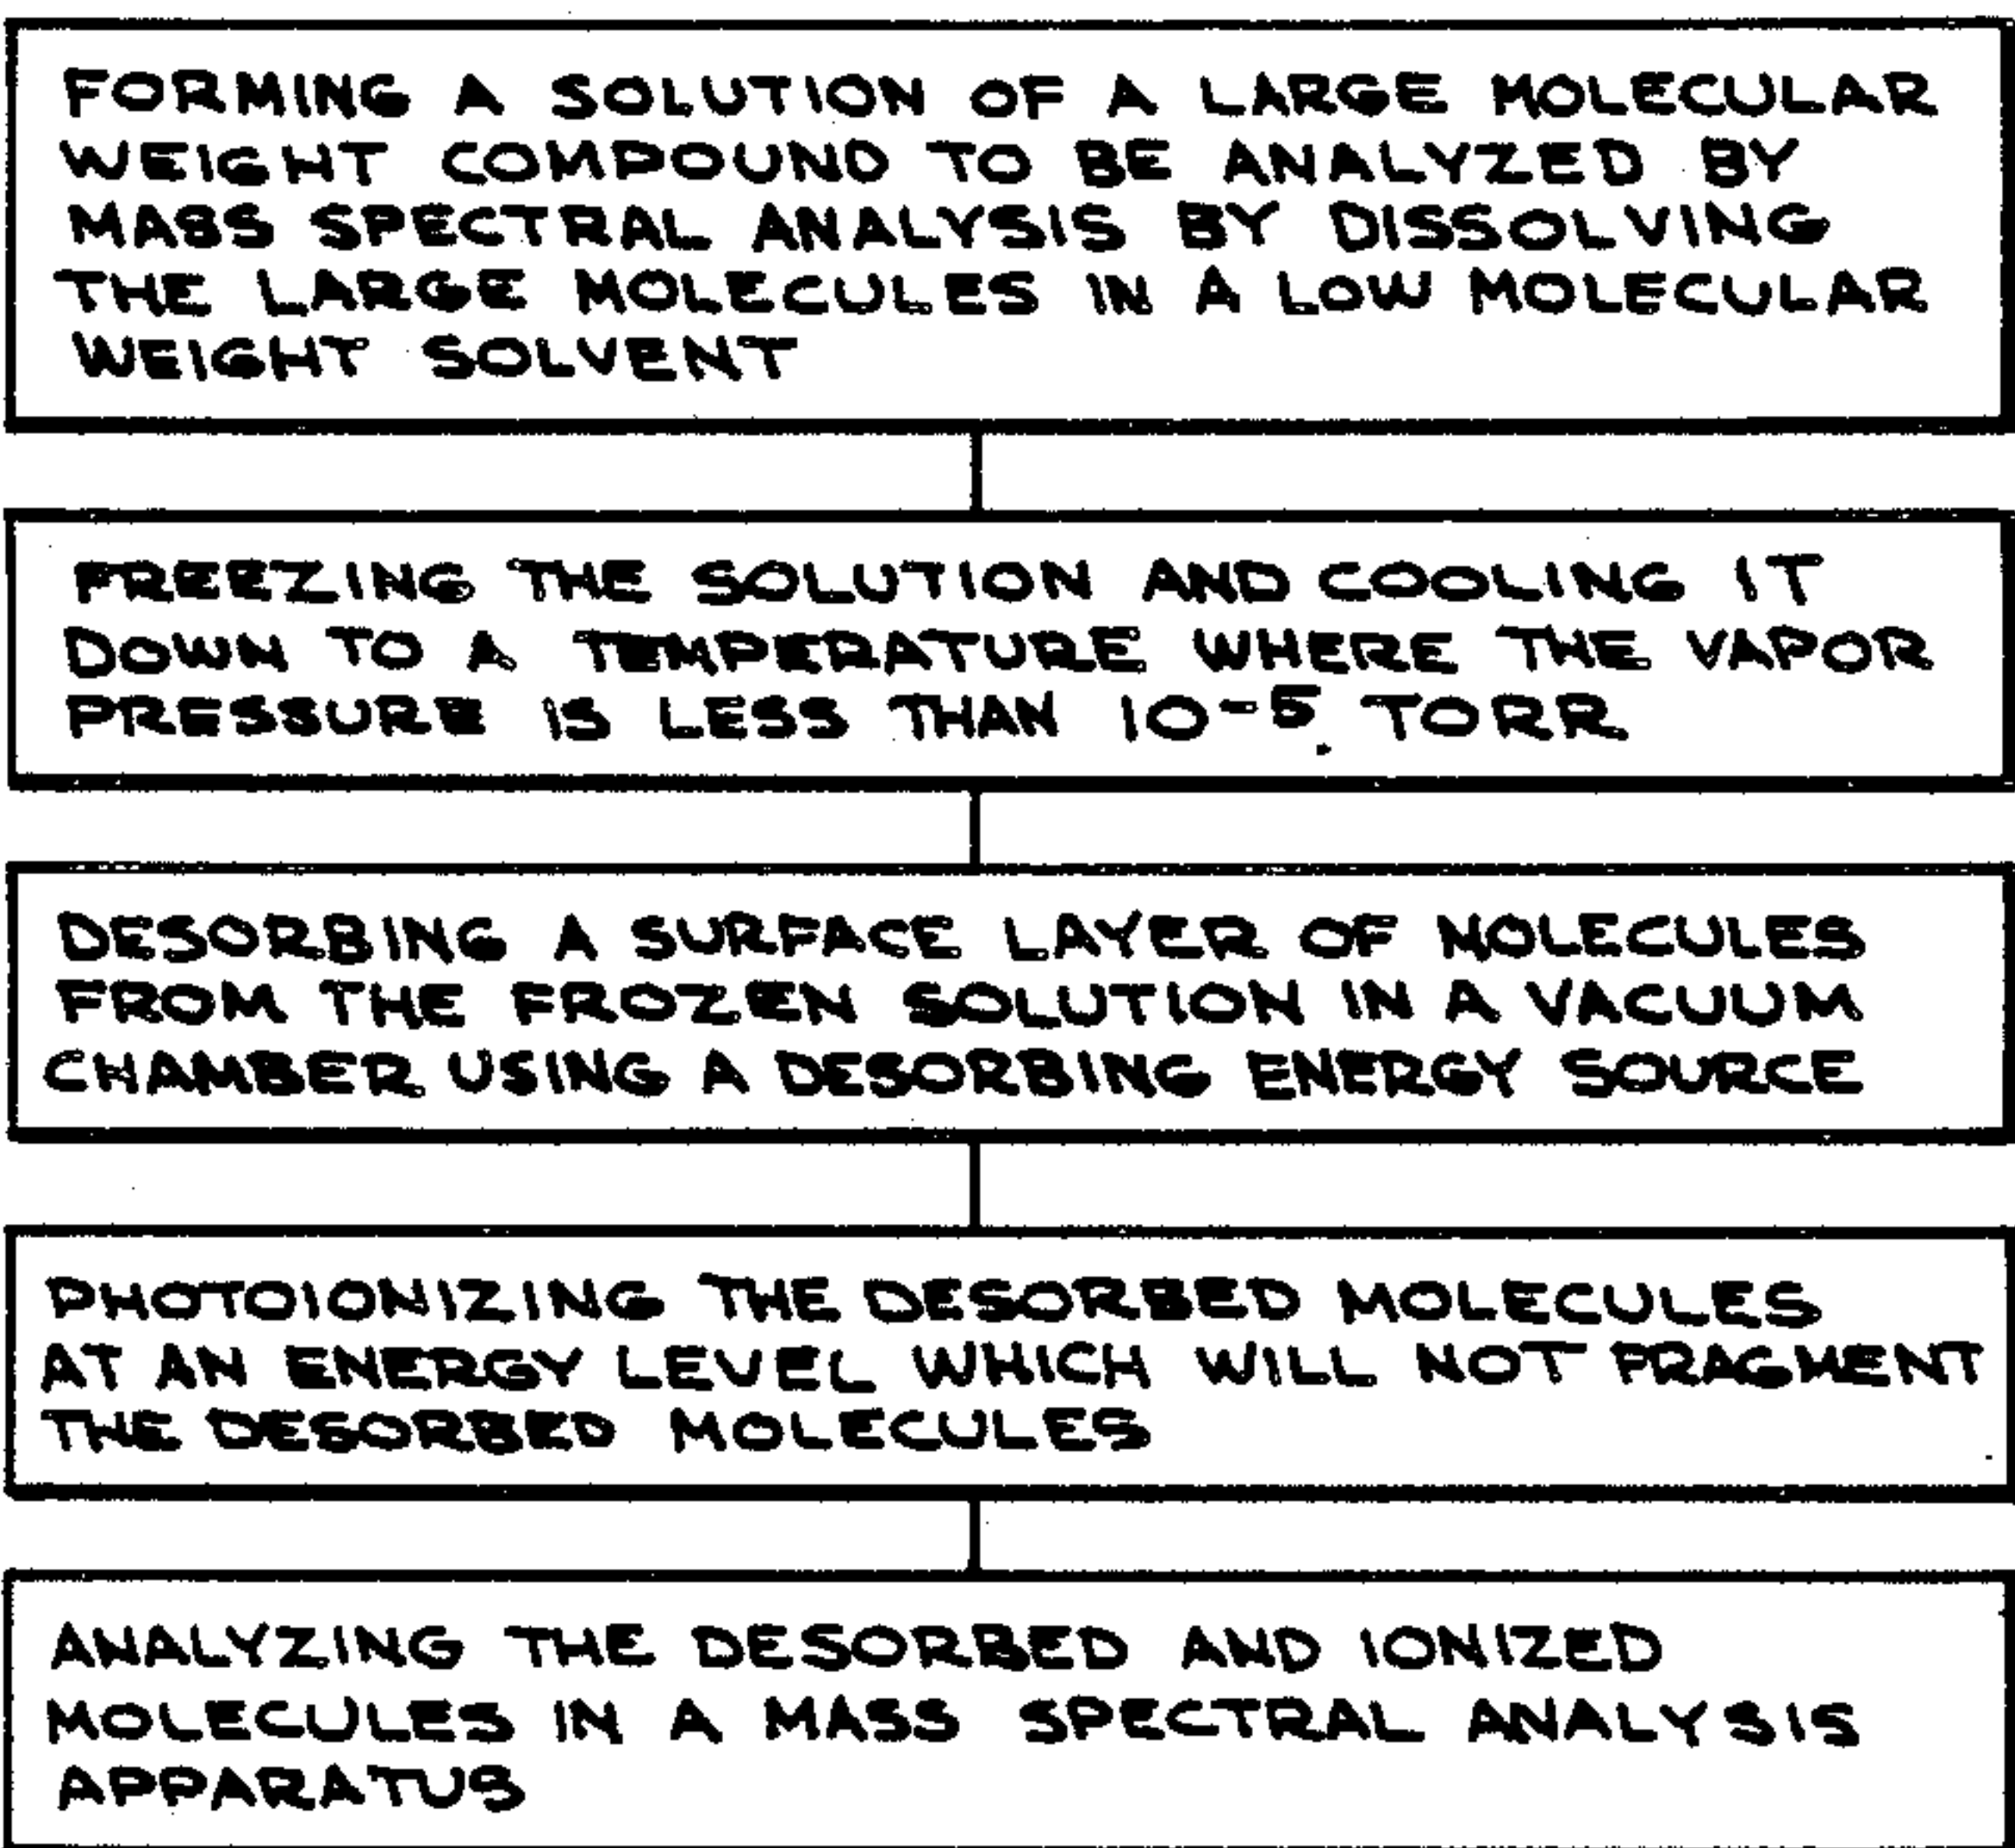 FORMING A SOLUTION OF A LARGE MOLECULAR
WEIGHT COMPOUND TO BE ANALYZED BY
MASS SPECTRAL ANALYSIS BY DISSOLVING
THE LARGE MOLECULES IN A LOW MOLECULAR
WEIGHT SOLVENT
FREEZING THE SOLUTION AND COOLING IT
DOWN TO A TEMPERATURE WHERE THE VAPOR
PRESSURE IS LESS THAN 10-5 TORR
DESORBING A SURFACE LAYER OF MOLECULES
FROM THE FROZEN SOLUTION IN A VACUUM
CHAMBER USING A DESORBING ENERGY SOURCE
PHOTOIONIZING THE DESORBED MOLECULES
AT AN ENERGY LEVEL WHICH WILL NOT FRAGMENT
THE DESORBED MOLECULES
ANALYZING THE DESORBED AND IONIZED
MOLECULES IN A MASS SPECTRAL ANALYSIS
APPARATUS